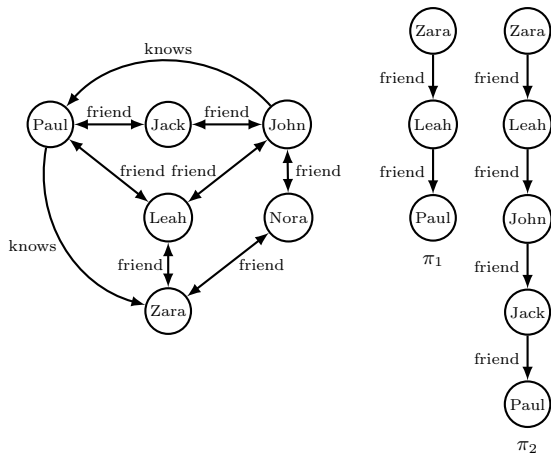 Zara
Zara
knows
friend
friend
friend
friend
Paul
Jack
John
Leah
Leah
friend
friend
friend
friend
friend
Leah
Nora
Paul
John
knows
friend
friend
π1
friend
Zara
Jack
friend
Paul
π2